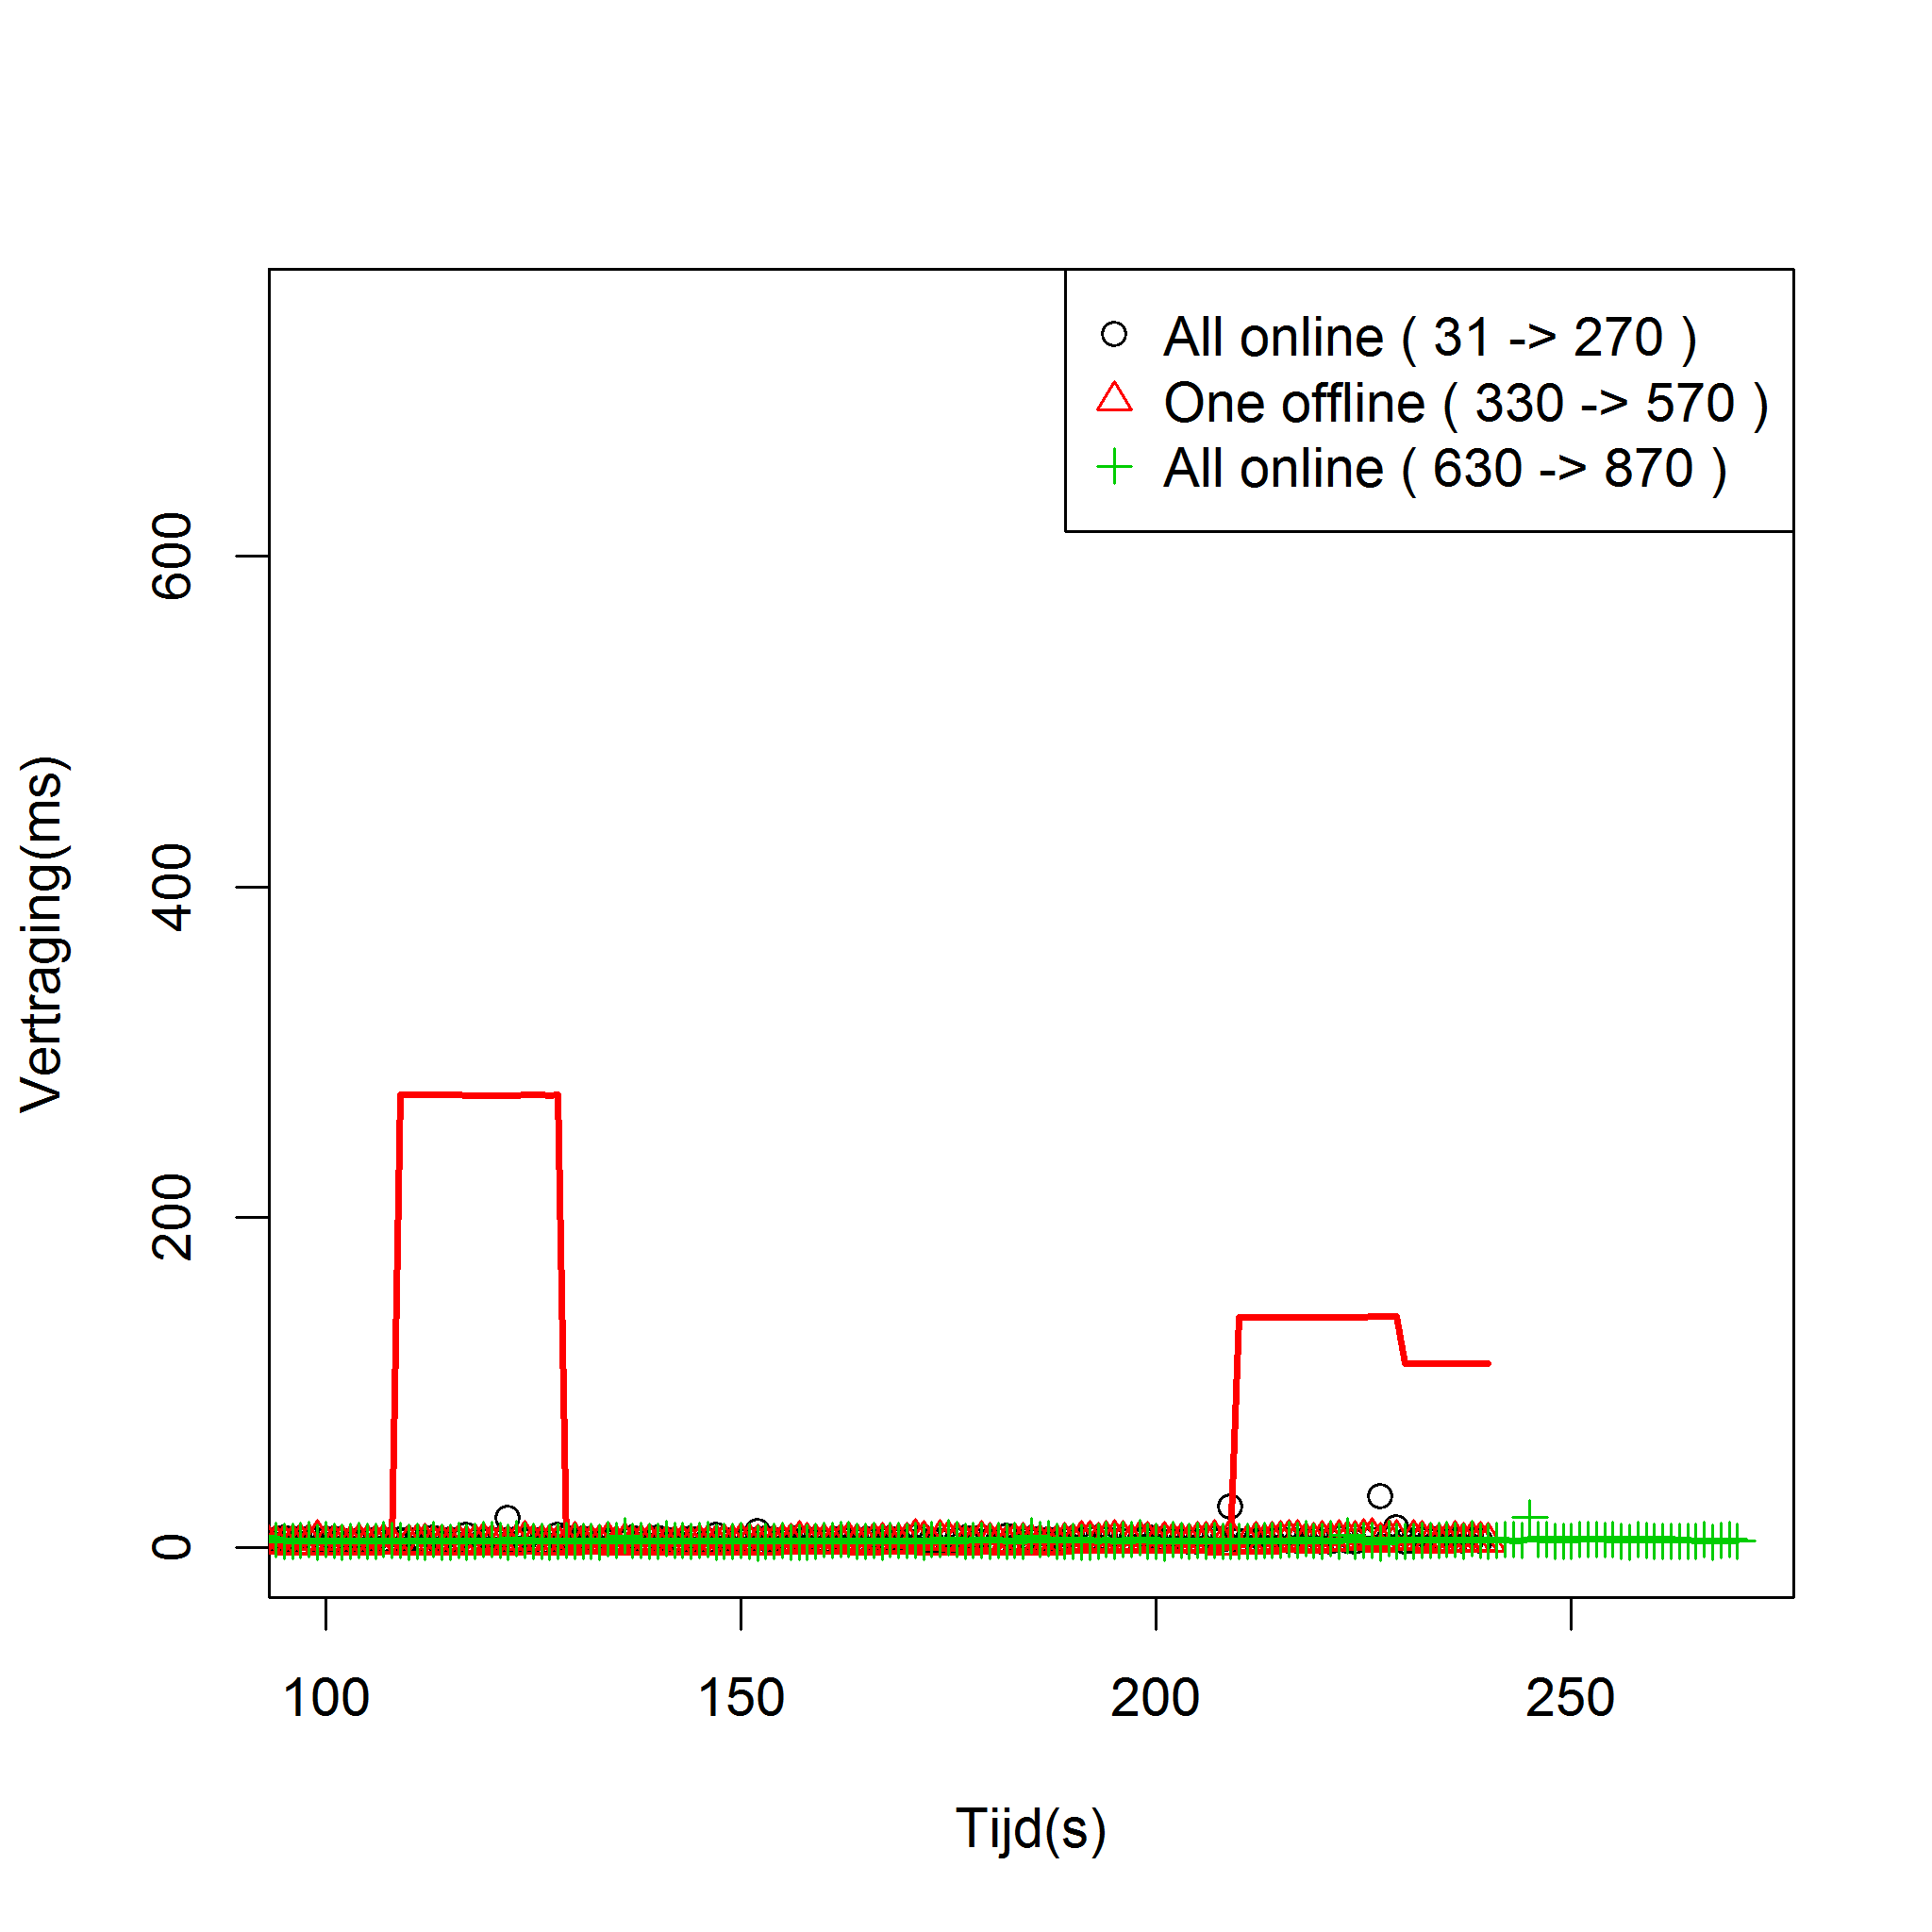 All online ( 31 -> 270 )
One offline ( 330 -> 570 )
All online ( 630 -> 870 )
Vertraging(ms)
600
400
200
0
100 150 200 250
Tijd(s)